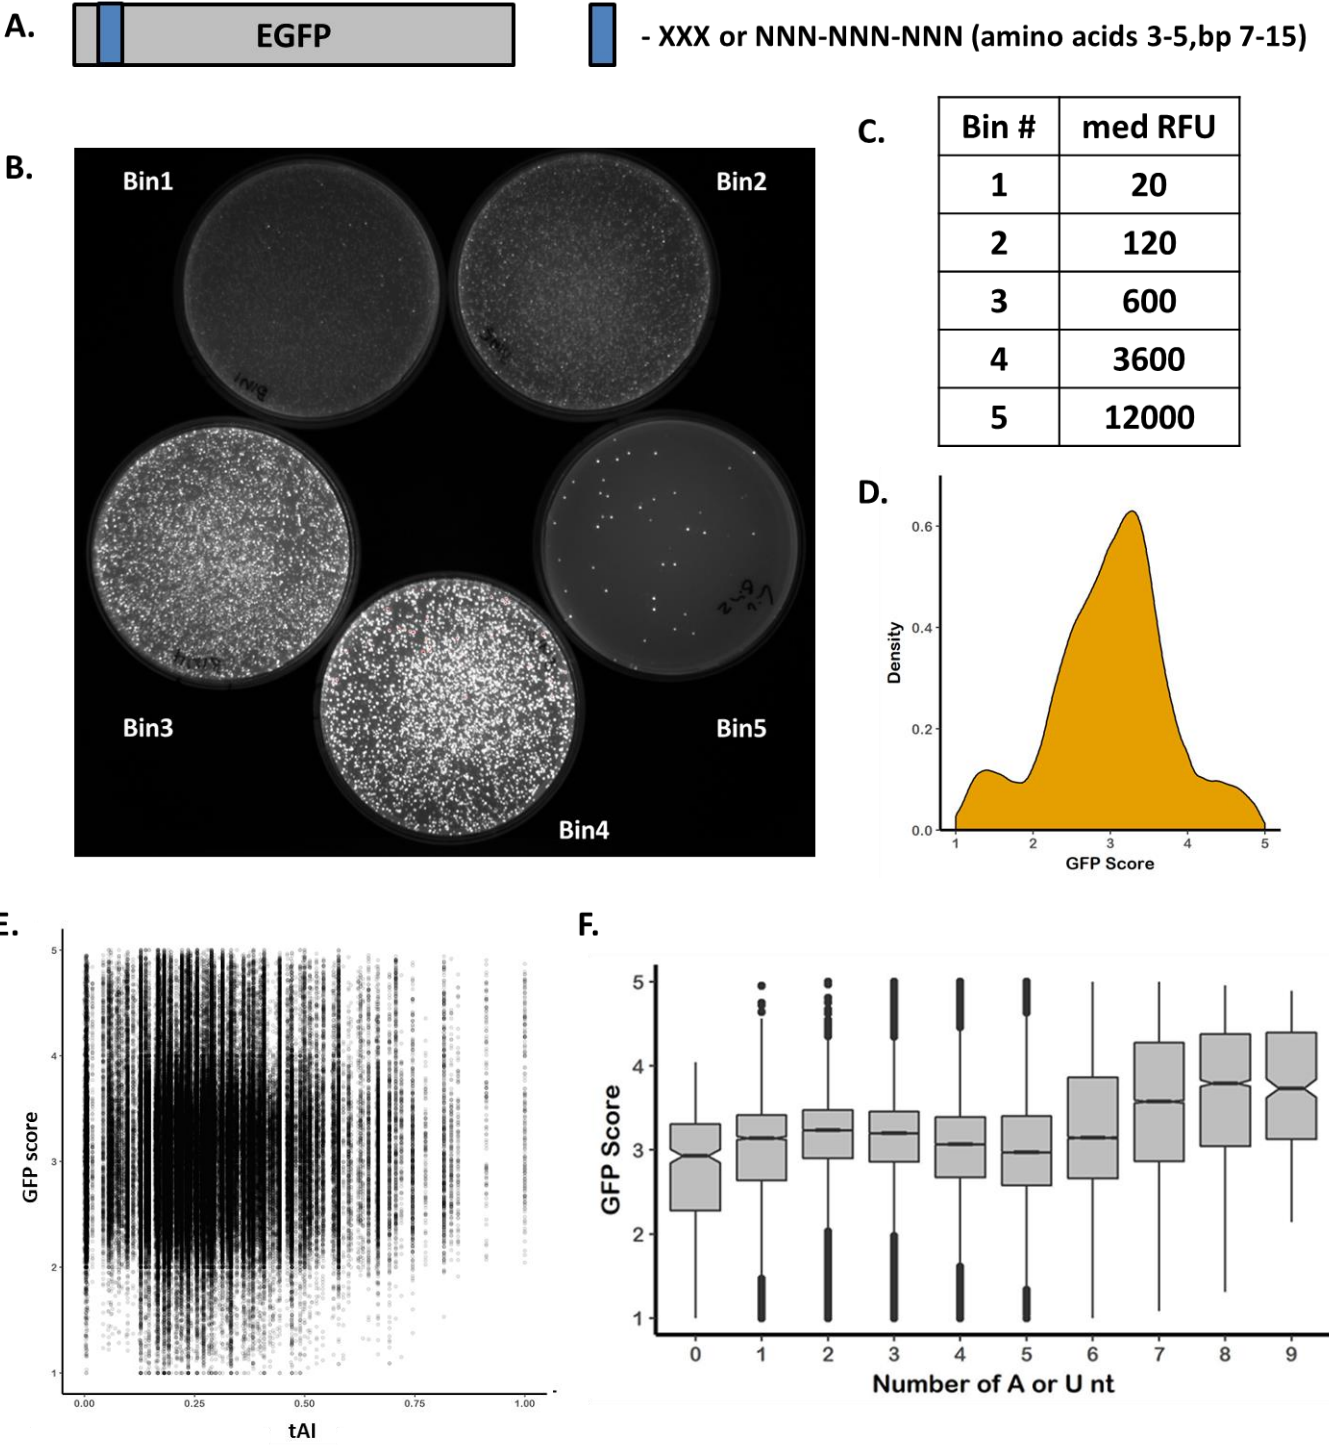 A.
EGFP
- XXX or NNN-NNN-NNN (amino acids 3-5,bp 7-15)
B.
Bin1
Bin2
Bin3
Bin5
Bin4
C.
Bin # med RFU
1 20
2 120
3 600
4 3600
5 12000
D.
Density
0.6
0.4
0.2
0.0
1 2 3 4 5
GFP Score
E.
GFP score
5
4
3
2
1
0.00 0.25 0.50 0.75 1.00
tAI
F.
GFP Score
5
4
3
2
1
0 1 2 3 4 5 6 7 8 9
Number of A or U nt